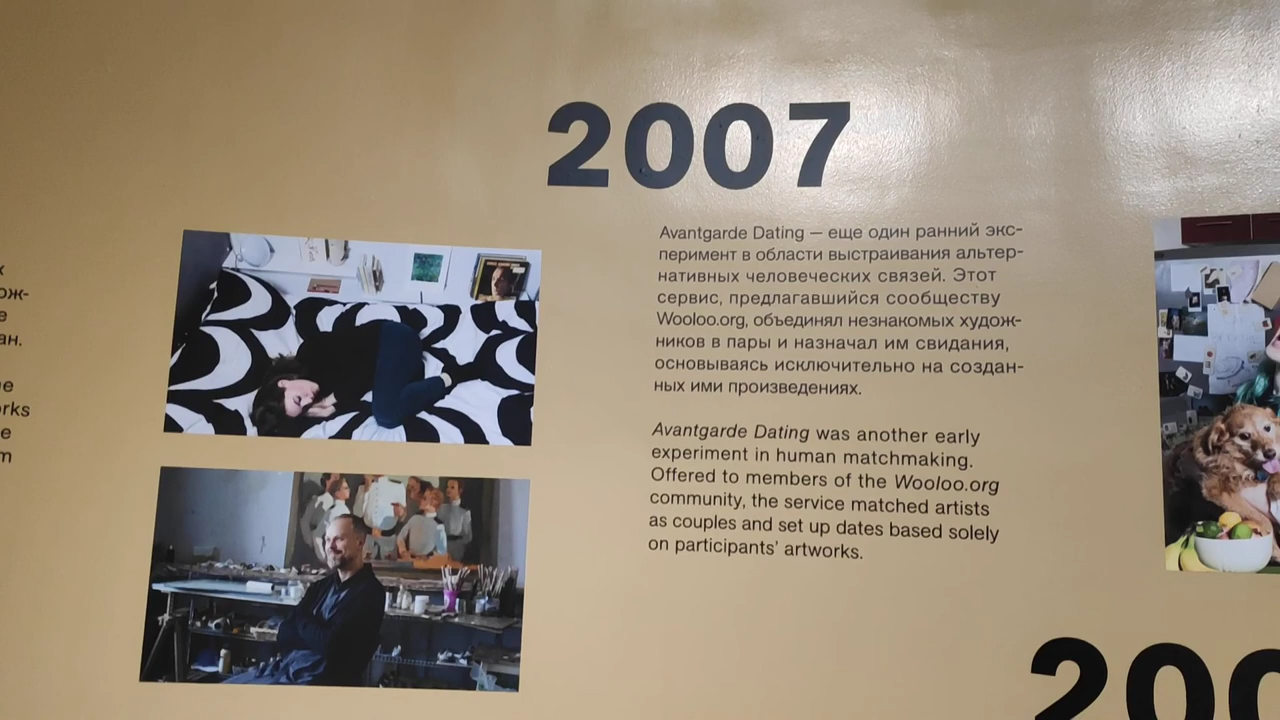 2007
Avantgarde Dating — еще один ранний экс-
перимент в области выстраивания альтер-
нативных человеческих связей. Этот
сервис, предлагавшийся сообществу
Wooloo.org, объединял незнакомых худож-
ников в пары и назначал им свидания,
основываясь исключительно на создан-
ных ими произведениях.
Avantgarde Dating was another early
experiment in human matchmaking.
Offered to members of the Wooloo.org
community, the service matched artists
as couples and set up dates based solely
on participants’ artworks.